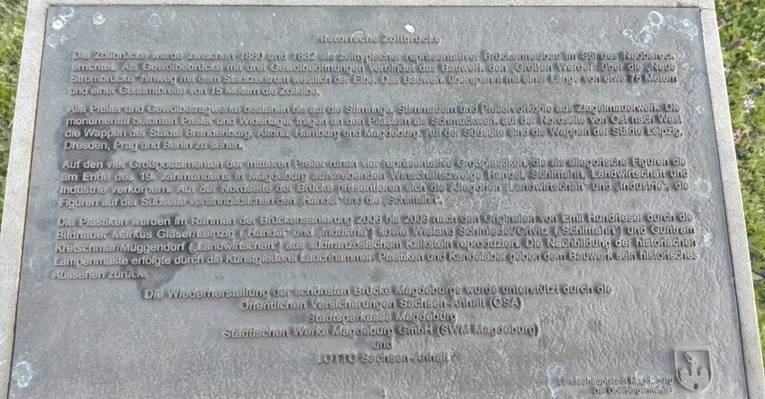 Historische Zollbrücke
Die Zollbrücke wurde zwischen 1880 und 1882 als zeittypischer repräsentativer Brückenneubau im Stil des Neobarock
errichtet. Als Gewölbebrücke mit drei Gewölbeöffnungen verbindet das Bauwerk den „Großen Werder“ über die „Neue
Strombrücke“ hinweg mit dem Stadtzentrum westlich der Elbe. Das Bauwerk überspannt mit einer Länge von etwa 75 Metern
und einer Gesamtbreite von 15 Metern die Zollelbe.
Alle Pfeiler und Gewölbetragwerke bestehen bis auf die Stirnringe, Stirnmauern und Pfeilervorköpfe aus Ziegelmauerwerk. Die
monumental betonten Pfeiler und Widerlager tragen an den Pilastern als Schmuckwerk auf der Nordseite von Ost nach West
die Wappen der Städte Brandenburg, Altona, Hamburg und Magdeburg. Auf der Südseite sind die Wappen der Städte Leipzig,
Dresden, Prag und Berlin zu sehen.
Auf den vier Großpostamenten der mittleren Pfeiler ruhen vier repräsentative Großplastiken, die als allegorische Figuren die
am Ende des 19. Jahrhunderts in Magdeburg aufstrebenden Wirtschaftszweige Handel, Schifffahrt, Landwirtschaft und
Industrie verkörpern. Auf der Nordseite der Brücke präsentieren sich die Allegorien „Landwirtschaft“ und „Industrie“, die
Figuren auf der Südseite versinnbildlichen den „Handel“ und die „Schifffahrt“.
Die Plastiken wurden im Rahmen der Brückensanierung 2006 bis 2008 nach den Originalen von Emil Hundrieser durch die
Bildhauer Markus Gläser/Leipzig („Handel“ und „Industrie“) sowie Wieland Schmiedel/Crivitz („Schifffahrt“) und Guntram
Kretschmar/Müggendorf („Landwirtschaft“ aus südfranzösischem Kalkstein reproduziert. Die Nachbildung der historischen
Lampenmaste erfolgte durch die Kunstgießerei Lauchhammer. Plastiken und Kandelaber geben dem Bauwerk sein historisches
Aussehen zurück.
Die Wiederherstellung der schönsten Brücke Magdeburgs wurde unterstützt durch die
Öffentlichen Versicherungen Sachsen-Anhalt (ÖSA)
Stadtsparkasse Magdeburg
Städtischen Werke Magdeburg GmbH (SWM Magdeburg)
und
LOTTO Sachsen-Anhalt
Landeshauptstadt Magdeburg
Der Oberbürgermeister